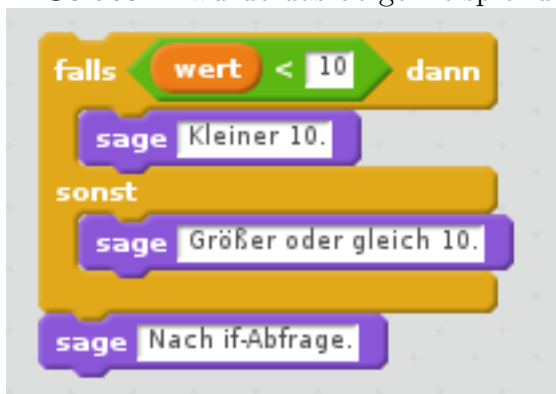 falls wert < 10 dann
sage Kleiner 10.
sonst
sage Größer oder gleich 10.
sage Nach if-Abfrage.